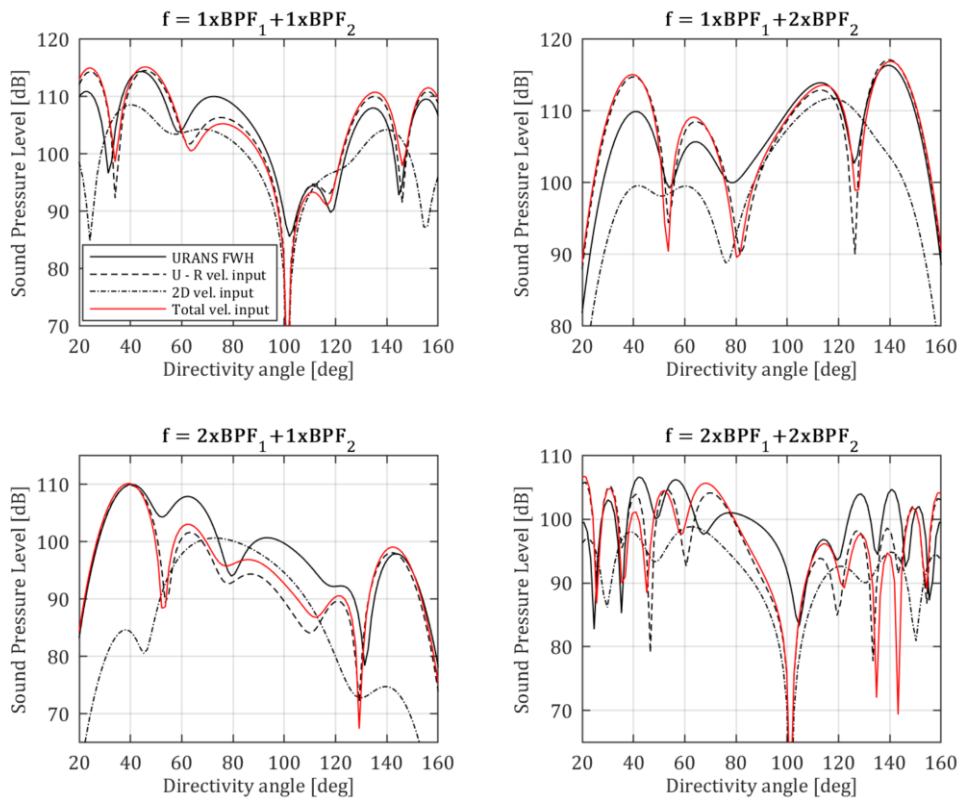 f = 1xBPF1+1xBPF2
120
110
100
90
80
70
Sound Pressure Level [dB]
URANS FWH
U - R vel. input
2D vel. input
Total vel. input
20 40 60 80 100 120 140 160
Directivity angle [deg]
f = 1xBPF1+2xBPF2
120
110
100
90
80
Sound Pressure Level [dB]
20 40 60 80 100 120 140 160
Directivity angle [deg]
f = 2xBPF1+1xBPF2
110
100
90
80
70
Sound Pressure Level [dB]
20 40 60 80 100 120 140 160
Directivity angle [deg]
f = 2xBPF1+2xBPF2
110
100
90
80
70
Sound Pressure Level [dB]
20 40 60 80 100 120 140 160
Directivity angle [deg]